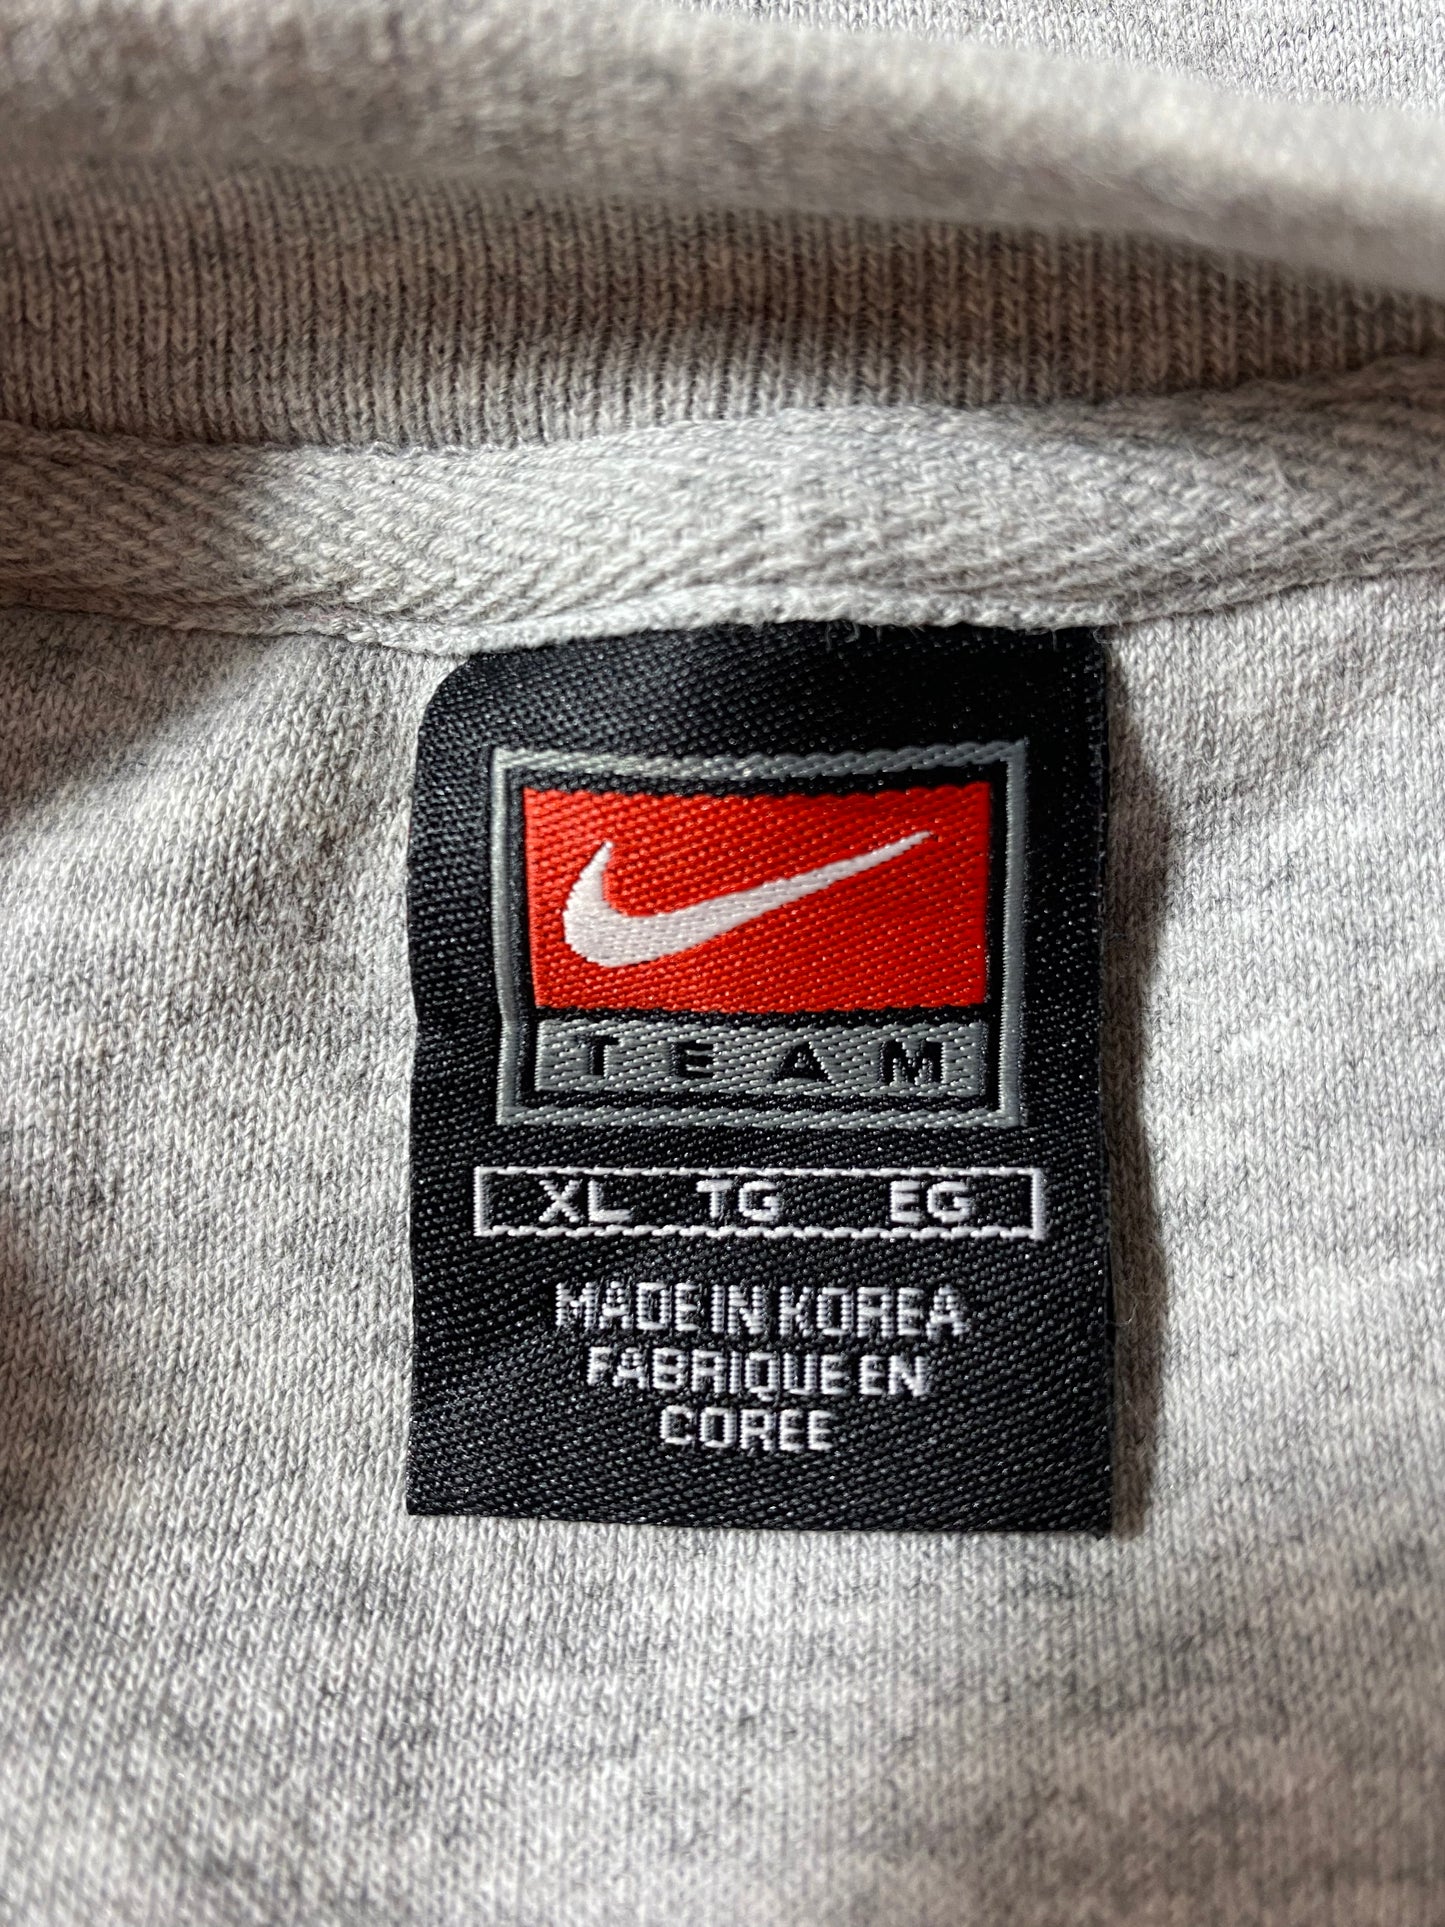 TEAM
XL TG EG
MADE IN KOREA
FABRIQUE EN
COREE